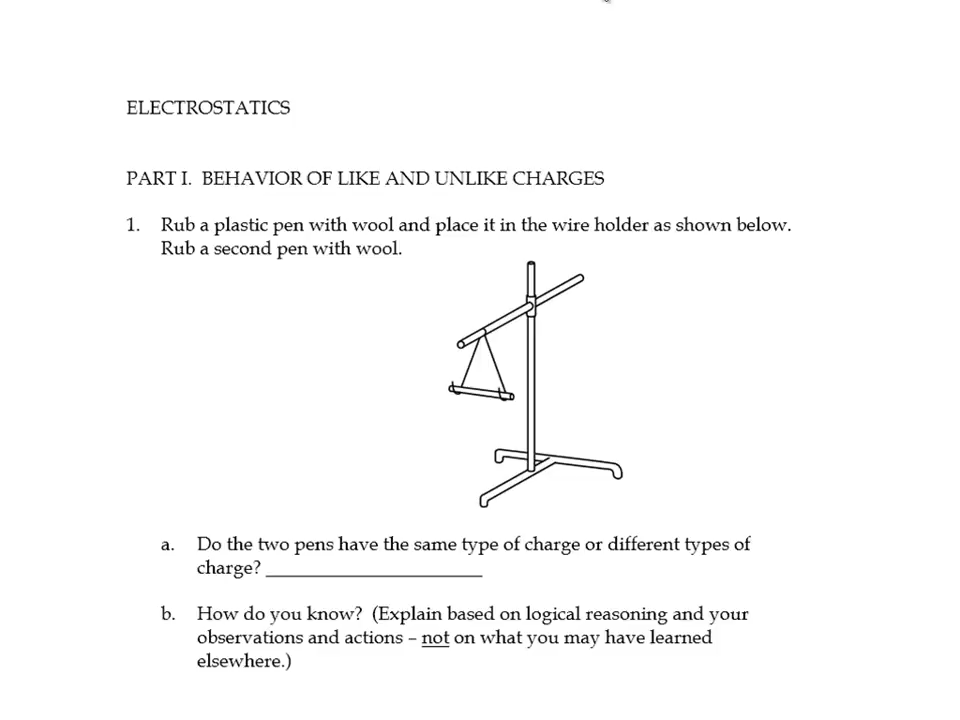 ELECTROSTATICS
PART I. BEHAVIOR OF LIKE AND UNLIKE CHARGES
1. Rub a plastic pen with wool and place it in the wire holder as shown below.
Rub a second pen with wool.
a. Do the two pens have the same type of charge or different types of
charge? ______________________
b. How do you know? (Explain based on logical reasoning and your
observations and actions – not on what you may have learned
elsewhere.)